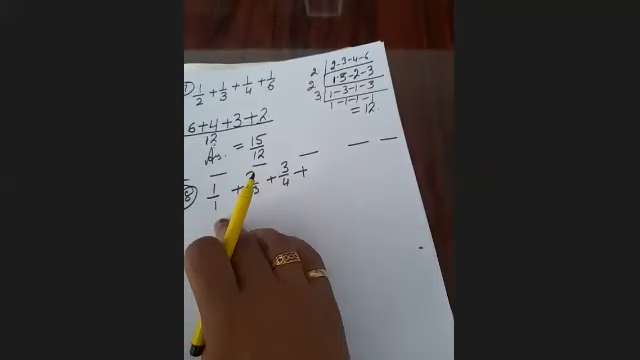 7) 1/2 + 1/3 + 1/4 + 1/6
6+4+3+2
12
Ans. = 15/12
2 | 2-3-4-6
2 | 1-3-2-3
3 | 1-3-1-3
1-1-1-1
= 12.
8) 1/1 + + 3/4 +